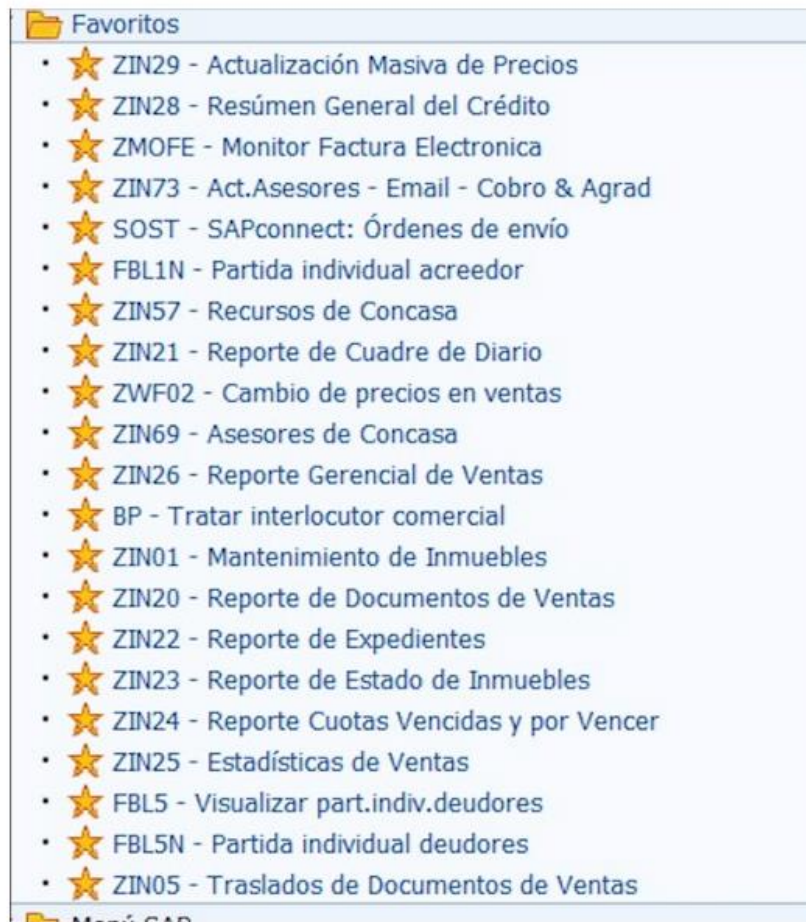 Favoritos
ZIN29 - Actualización Masiva de Precios
ZIN28 - Resúmen General del Crédito
ZMOFE - Monitor Factura Electronica
ZIN73 - Act.Asesores - Email - Cobro & Agrad
SOST - SAPconnect: Órdenes de envío
FBL1N - Partida individual acreedor
ZIN57 - Recursos de Concasa
ZIN21 - Reporte de Cuadre de Diario
ZWF02 - Cambio de precios en ventas
ZIN69 - Asesores de Concasa
ZIN26 - Reporte Gerencial de Ventas
BP - Tratar interlocutor comercial
ZIN01 - Mantenimiento de Inmuebles
ZIN20 - Reporte de Documentos de Ventas
ZIN22 - Reporte de Expedientes
ZIN23 - Reporte de Estado de Inmuebles
ZIN24 - Reporte Cuotas Vencidas y por Vencer
ZIN25 - Estadísticas de Ventas
FBL5 - Visualizar part.indiv.deudores
FBL5N - Partida individual deudores
ZIN05 - Traslados de Documentos de Ventas
Menú SAP